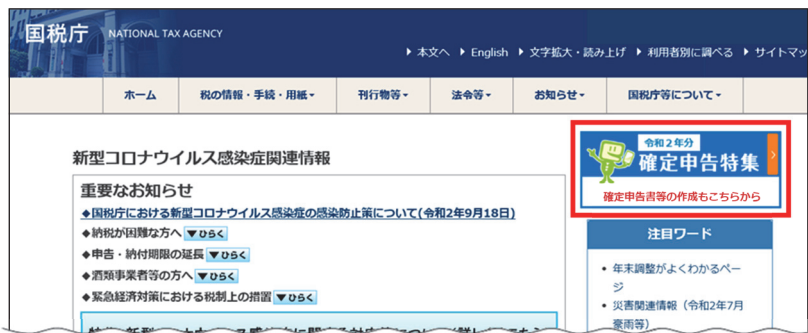 国税庁 NATIONAL TAX AGENCY
本文へ English 文字拡大・読み上げ 利用者別に調べる サイトマッ
ホーム 税の情報・手続・用紙 刊行物等 法令等 お知らせ 国税庁等について
令和2年分
確定申告特集
確定申告書等の作成もこちらから
新型コロナウイルス感染症関連情報
重要なお知らせ
◆国税庁における新型コロナウイルス感染症の感染防止策について(令和2年9月18日)
◆納税が困難な方へ ▼ひらく
◆申告・納付期限の延長 ▼ひらく
◆酒類事業者等の方へ ▼ひらく
◆緊急経済対策における税制上の措置 ▼ひらく
注目ワード
• 年末調整がよくわかるペー
ジ
• 災害関連情報（令和2年7月
豪雨等）